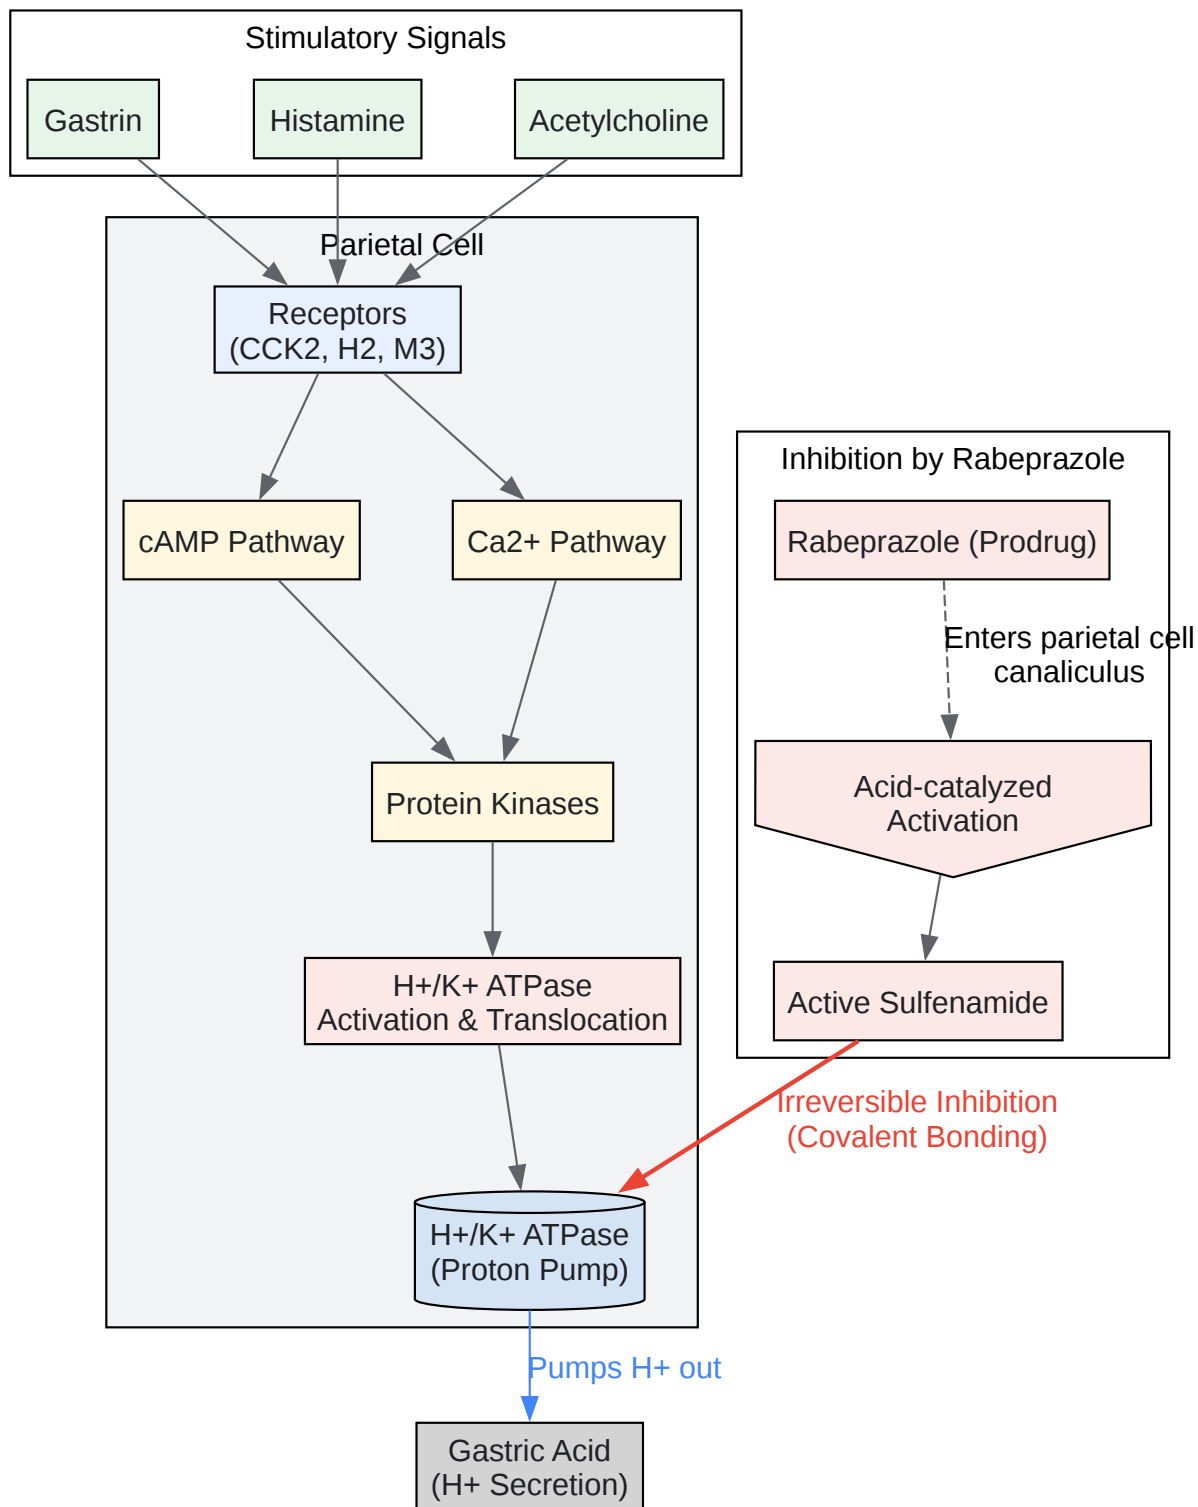 Stimulatory Signals
Gastrin
Histamine
Acetylcholine
Parietal Cell
Receptors
(CCK2, H2, M3)
cAMP Pathway
Ca2+ Pathway
Protein Kinases
H+/K+ ATPase
Activation & Translocation
H+/K+ ATPase
(Proton Pump)
Inhibition by Rabeprazole
Rabeprazole (Prodrug)
Enters parietal cell
canaliculus
Acid-catalyzed
Activation
Active Sulfenamide
Irreversible Inhibition
(Covalent Bonding)
Pumps H+ out
Gastric Acid
(H+ Secretion)